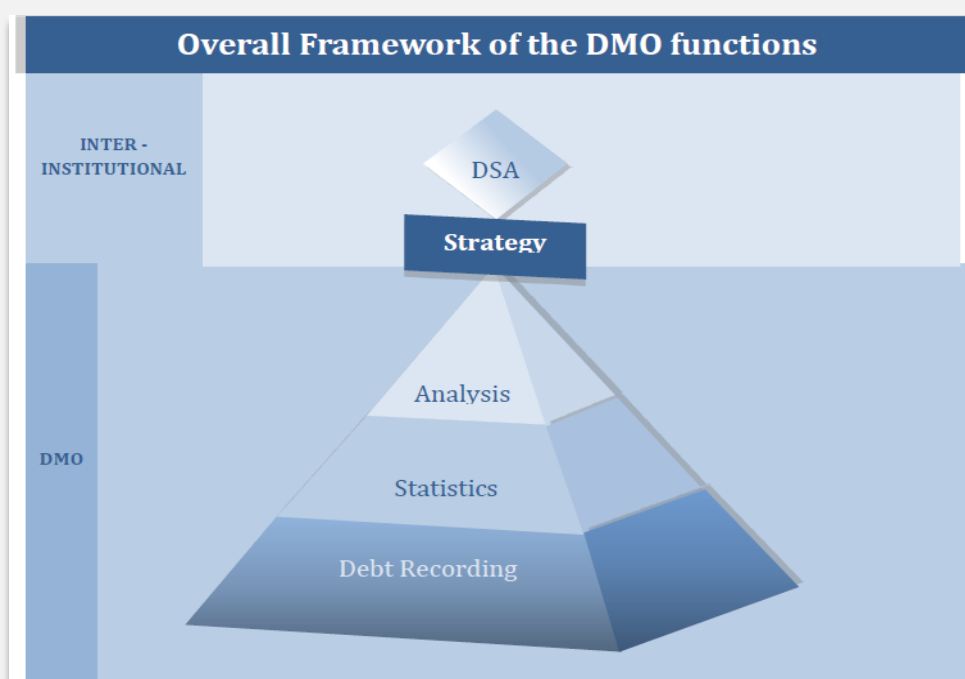 Overall Framework of the DMO functions
INTER -
INSTITUTIONAL
DSA
Strategy
Analysis
DMO
Statistics
Debt Recording